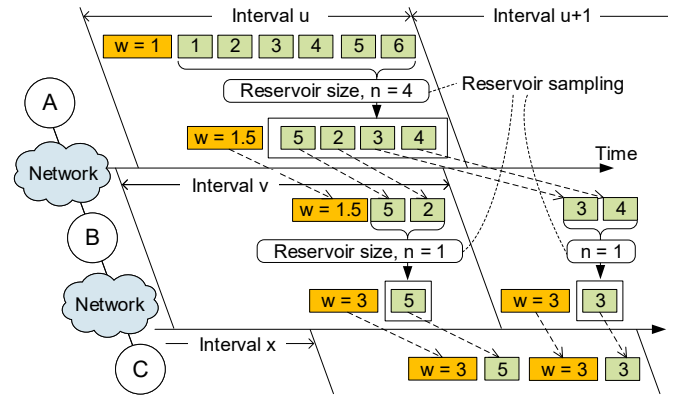 Interval u
Interval u+1
w = 1 1 2 3 4 5 6
Reservoir size, n = 4
Reservoir sampling
A
w = 1.5 5 2 3 4
Time
Network
Interval v
w = 1.5 5 2
3 4
B
Reservoir size, n = 1
n = 1
Network
w = 3 5
w = 3 3
Interval x
C
w = 3 5
w = 3 3